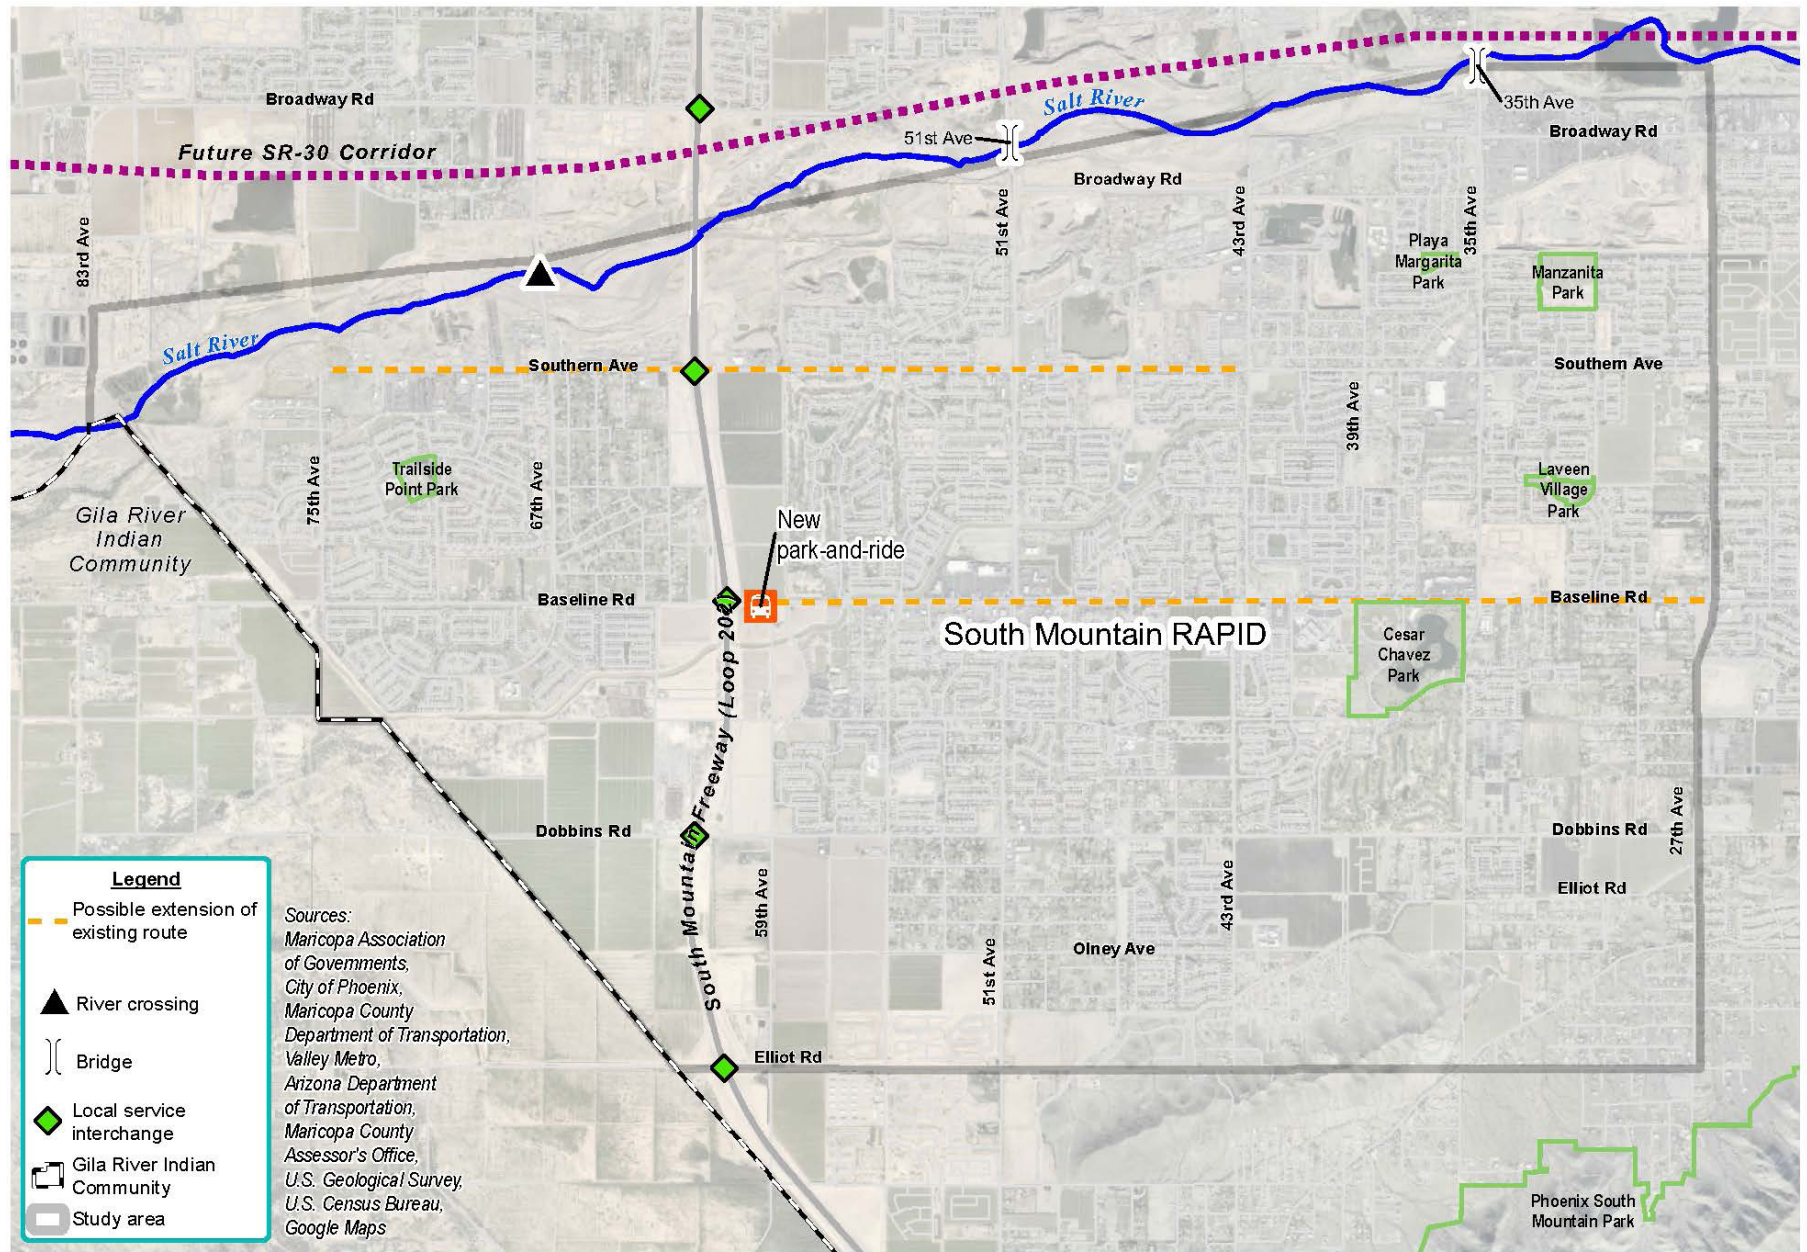 Broadway Rd
Future SR-30 Corridor
Salt River
51st Ave
35th Ave
Broadway Rd
Broadway Rd
83rd Ave
51st Ave
43rd Ave
35th Ave
Playa
Margarita
Park
Manzanita
Park
Salt River
Southern Ave
Southern Ave
39th Ave
Trailside
Point Park
75th Ave
67th Ave
Laveen
Village
Park
Gila River
Indian
Community
New
park-and-ride
Baseline Rd
Baseline Rd
South Mountain RAPID
Cesar
Chavez
Park
South Mountain Freeway (Loop 202)
Dobbins Rd
Dobbins Rd
27th Ave
59th Ave
43rd Ave
Elliot Rd
51st Ave
Olney Ave
Elliot Rd
Phoenix South
Mountain Park
Legend
Possible extension of
existing route
River crossing
Bridge
Local service
interchange
Gila River Indian
Community
Study area
Sources:
Maricopa Association
of Governments,
City of Phoenix,
Maricopa County
Department of Transportation,
Valley Metro,
Arizona Department
of Transportation,
Maricopa County
Assessor's Office,
U.S. Geological Survey,
U.S. Census Bureau,
Google Maps